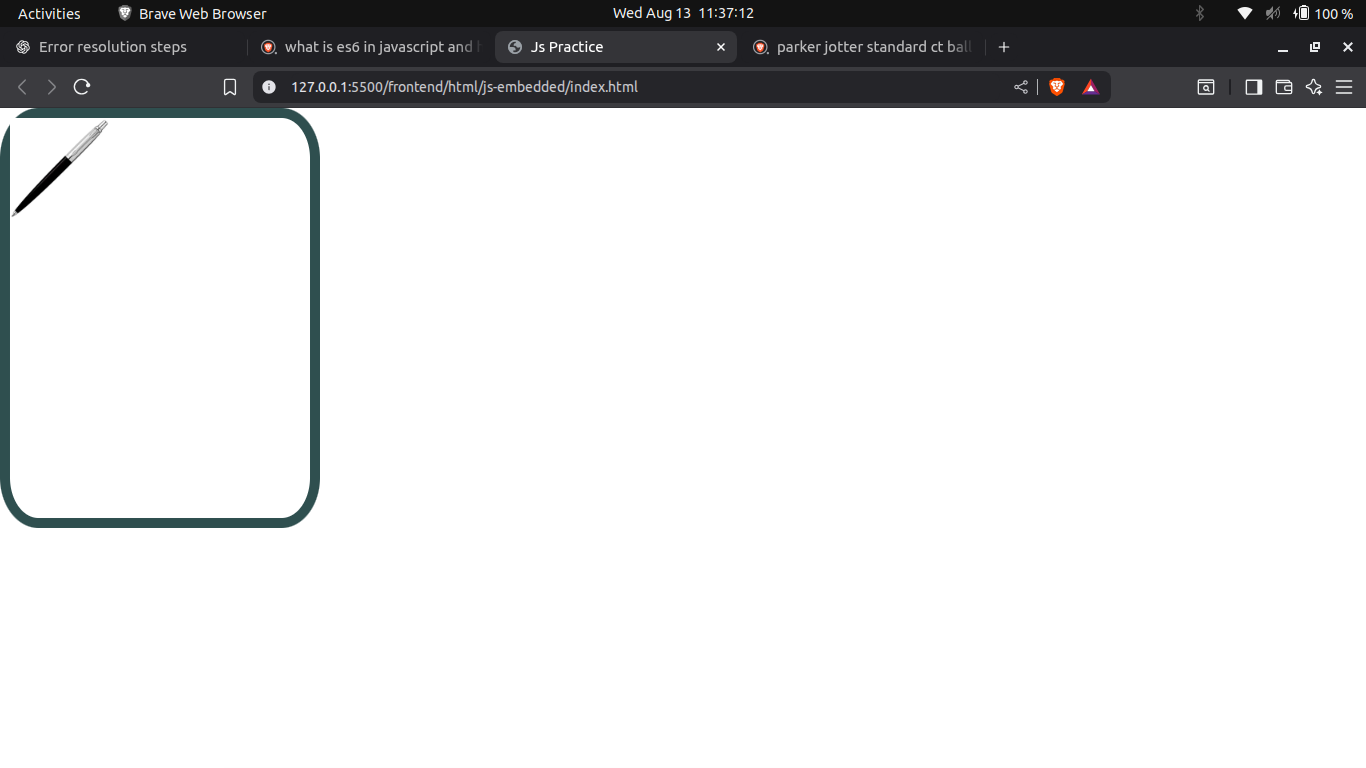 Activities Brave Web Browser Wed Aug 13 11:37:12 100 %
Error resolution steps what is es6 in javascript and Js Practice parker jotter standard ct ball
127.0.0.1:5500/frontend/html/js-embedded/index.html